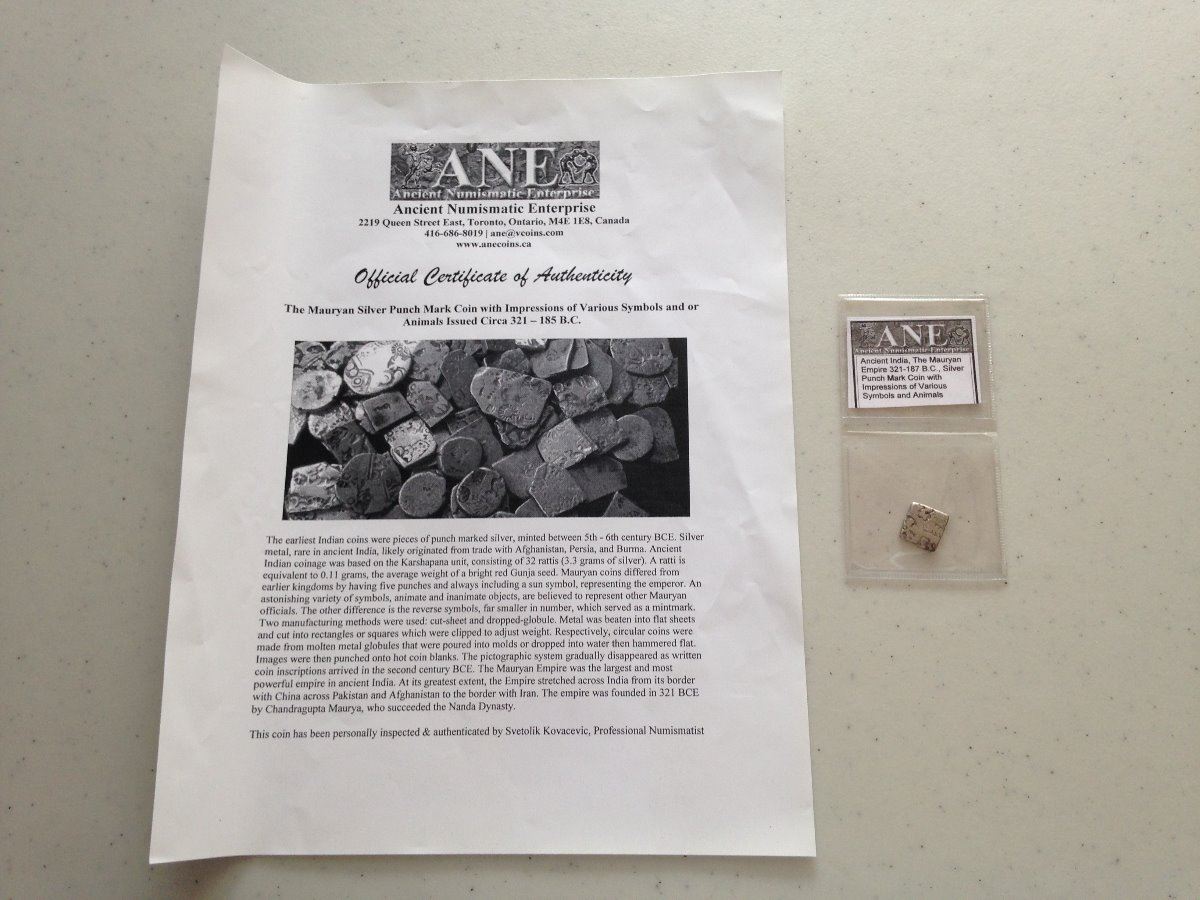 ANE
Ancient Numismatic Enterprise
Ancient Numismatic Enterprise
2219 Queen Street East, Toronto, Ontario, M4E 1E8, Canada
416-686-8019 | ane@vcoins.com
www.anecoins.ca
Official Certificate of Authenticity
The Mauryan Silver Punch Mark Coin with Impressions of Various Symbols and or
Animals Issued Circa 321 – 185 B.C.
The earliest Indian coins were pieces of punch marked silver, minted between 5th - 6th century BCE. Silver
metal, rare in ancient India, likely originated from trade with Afghanistan, Persia, and Burma. Ancient
Indian coinage was based on the Karshapana unit, consisting of 32 rattis (3.3 grams of silver). A ratti is
equivalent to 0.11 grams, the average weight of a bright red Gunja seed. Mauryan coins differed from
earlier kingdoms by having five punches and always including a sun symbol, representing the emperor. An
astonishing variety of symbols, animate and inanimate objects, are believed to represent other Mauryan
officials. The other difference is the reverse symbols, far smaller in number, which served as a mintmark.
Two manufacturing methods were used: cut-sheet and dropped-globule. Metal was beaten into flat sheets
and cut into rectangles or squares which were clipped to adjust weight. Respectively, circular coins were
made from molten metal globules that were poured into molds or dropped into water then hammered flat.
Images were then punched onto hot coin blanks. The pictographic system gradually disappeared as written
coin inscriptions arrived in the second century BCE. The Mauryan Empire was the largest and most
powerful empire in ancient India. At its greatest extent, the Empire stretched across India from its border
with China across Pakistan and Afghanistan to the border with Iran. The empire was founded in 321 BCE
by Chandragupta Maurya, who succeeded the Nanda Dynasty.
This coin has been personally inspected & authenticated by Svetolik Kovacevic, Professional Numismatist
ANE
Ancient Numismatic Enterprise
Ancient India, The Mauryan
Empire 321-187 B.C., Silver
Punch Mark Coin with
Impressions of Various
Symbols and Animals